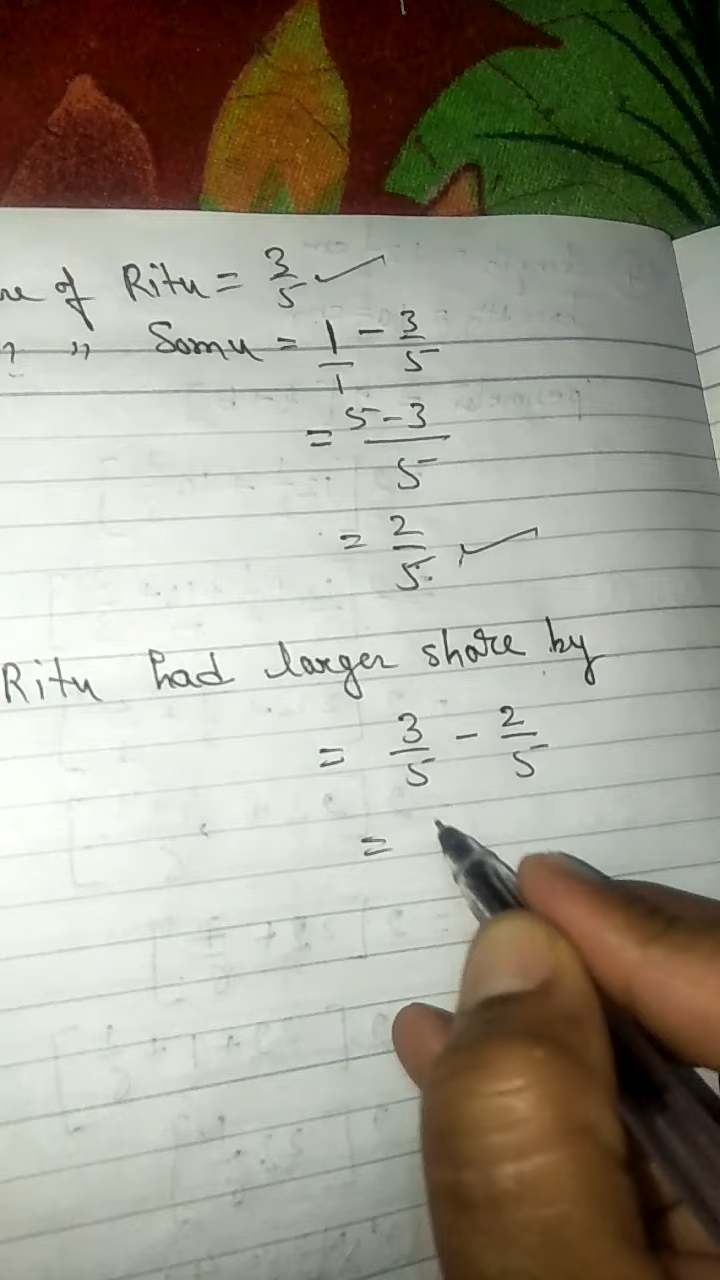 of Ritu = 3/5
" Somu = 1/1 - 3/5
= 5-3/5
= 2/5
Ritu had larger share by
= 3/5 - 2/5
=